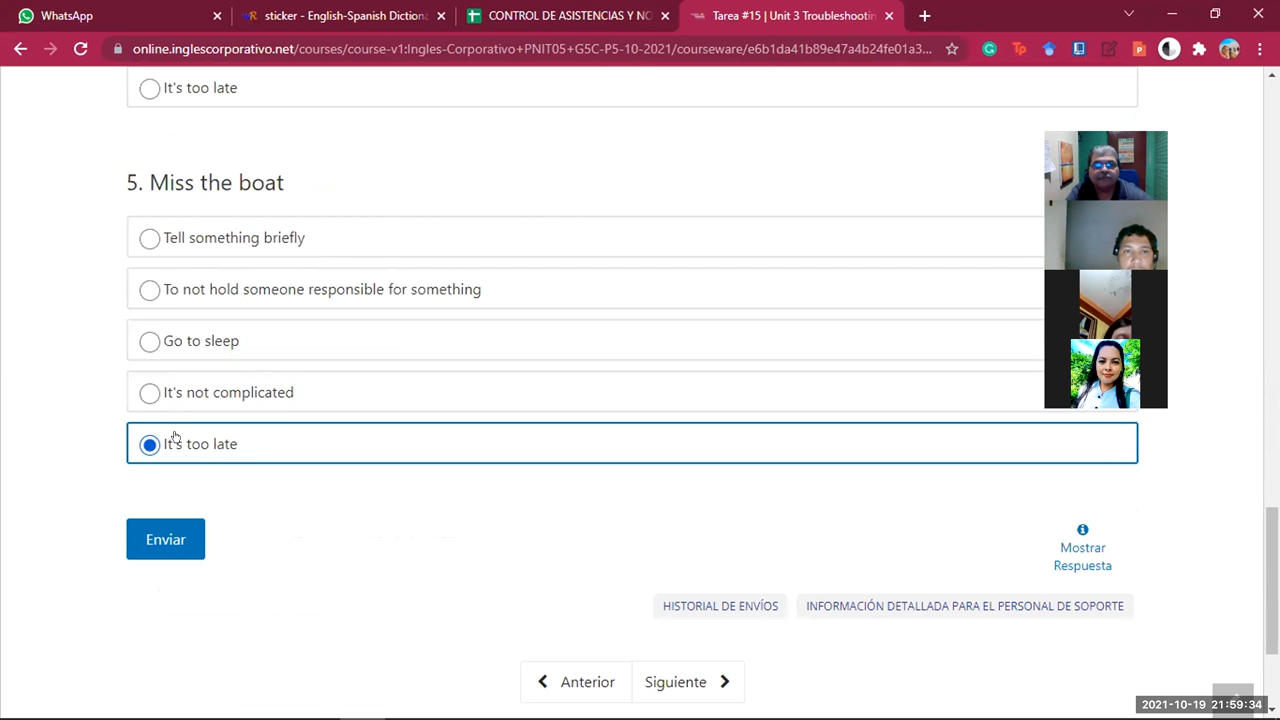 WhatsApp
sticker - English-Spanish Dictiona
CONTROL DE ASISTENCIAS Y NO
Tarea #15 | Unit 3 Troubleshootin
online.inglescorporativo.net/courses/course-v1:Ingles-Corporativo+PNIT05+G5C-P5-10-2021/courseware/e6b1da41b89e47a4b24fe01a3...
It's too late
5. Miss the boat
Tell something briefly
To not hold someone responsible for something
Go to sleep
It's not complicated
It's too late
Enviar
Mostrar
Respuesta
HISTORIAL DE ENVÍOS
INFORMACIÓN DETALLADA PARA EL PERSONAL DE SOPORTE
Anterior
Siguiente
2021-10-19 21:59:34